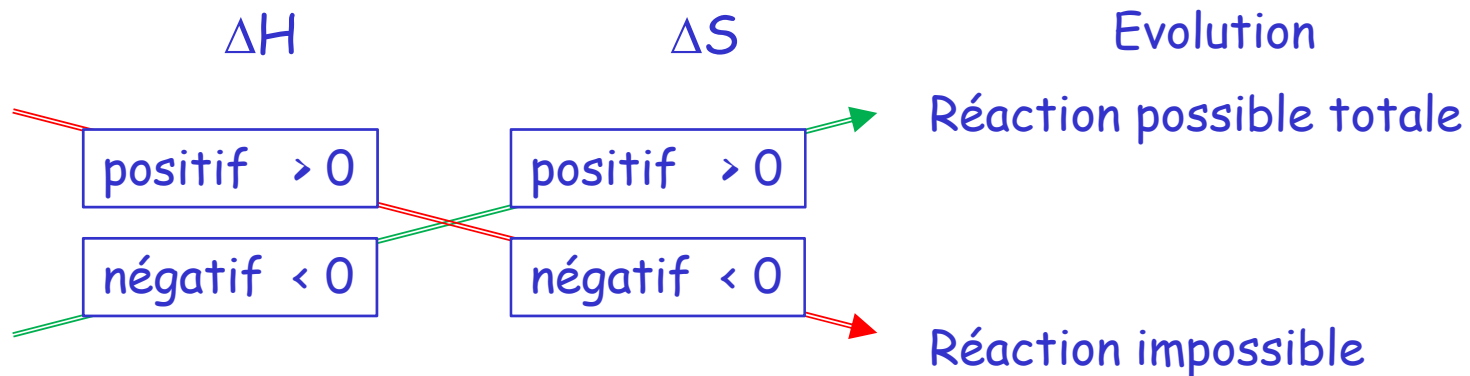 ΔH ΔS Evolution
Réaction possible totale
positif > 0 positif > 0
négatif < 0 négatif < 0
Réaction impossible